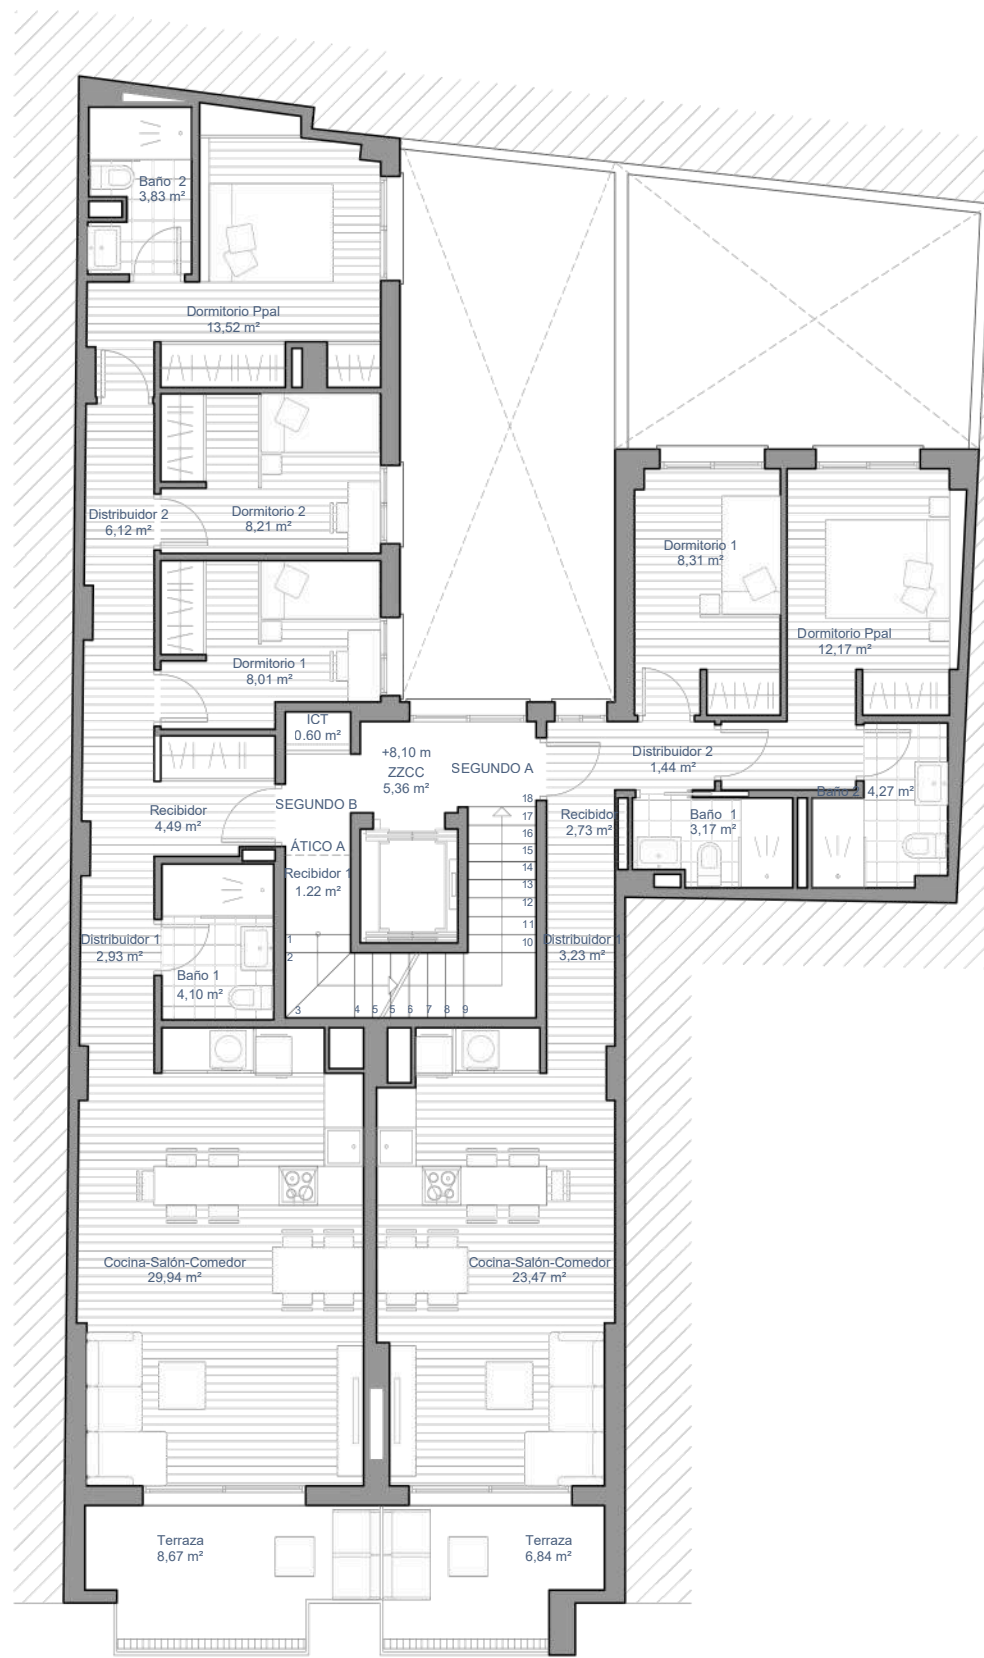 Baño 2
3,83 m²
Dormitorio Ppal
13,52 m²
Distribuidor 2
6,12 m²
Dormitorio 2
8,21 m²
Dormitorio 1
8,31 m²
Dormitorio Ppal
12,17 m²
Dormitorio 1
8,01 m²
ICT
0.60 m²
+8,10 m
ZZCC
5,36 m²
SEGUNDO A
Distribuidor 2
1,44 m²
Baño 2 4,27 m²
SEGUNDO B
Recibidor
4,49 m²
Recibidor
2,73 m²
Baño 1
3,17 m²
ÁTICO A
Recibidor 1
1.22 m²
18
17
16
15
14
13
12
11
10
Distribuidor 1
2,93 m²
Distribuidor 1
3,23 m²
Baño 1
4,10 m²
1
2
3
4
5
5
6
7
8
9
Cocina-Salón-Comedor
29,94 m²
Cocina-Salón-Comedor
23,47 m²
Terraza
8,67 m²
Terraza
6,84 m²